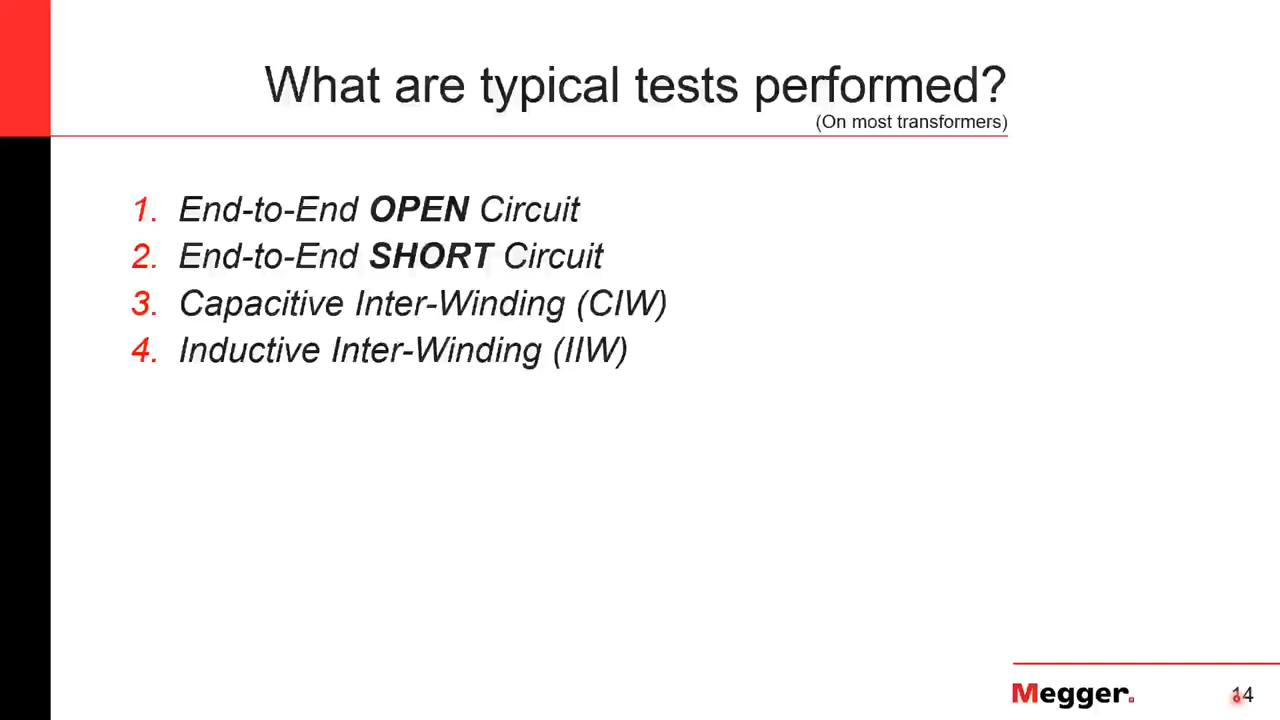 What are typical tests performed?
(On most transformers)
1. End-to-End OPEN Circuit
2. End-to-End SHORT Circuit
3. Capacitive Inter-Winding (CIW)
4. Inductive Inter-Winding (IIW)
Megger.
14